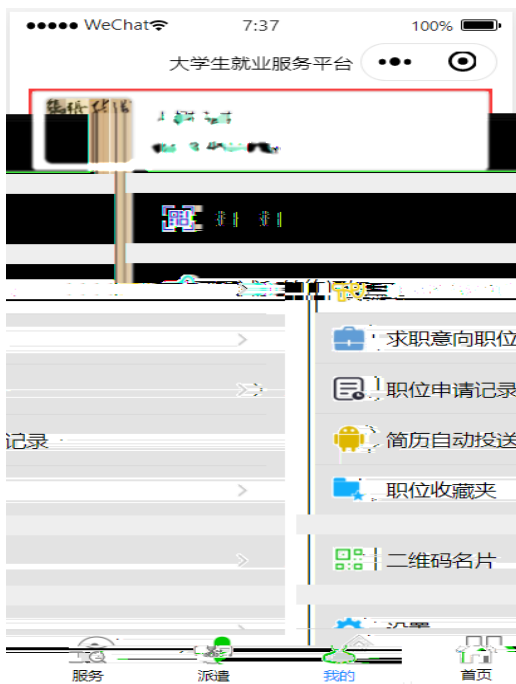 WeChat 7:37 100%
大学生就业服务平台
求职意向职位
职位申请记录
记录
简历自动投送
职位收藏夹
二维码名片
服务 派遣 我的 首页